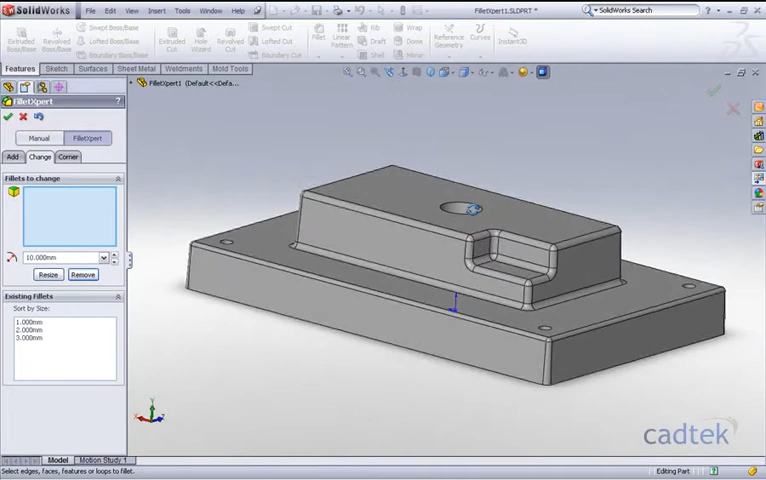 SolidWorks File Edit View Insert Tools Window Help FilletXpert1.SLDPRT * SolidWorks Search
Extruded Boss/Base Revolved Boss/Base Swept Boss/Base Lofted Boss/Base Boundary Boss/Base Extruded Cut Hole Wizard Revolved Cut Swept Cut Lofted Cut Boundary Cut Fillet Linear Pattern Rib Draft Shell Wrap Dome Mirror Reference Geometry Curves Instant3D
Features Sketch Surfaces Sheet Metal Weldments Mold Tools
FilletXpert1 (Default<<Defa...
FilletXpert ?
Manual FilletXpert
Add Change Corner
Fillets to change
10.000mm
Resize Remove
Existing Fillets
Sort by Size:
1.000mm
2.000mm
3.000mm
Y
X Z
cadtek
Model Motion Study 1
Select edges, faces, features or loops to fillet. Editing Part ?